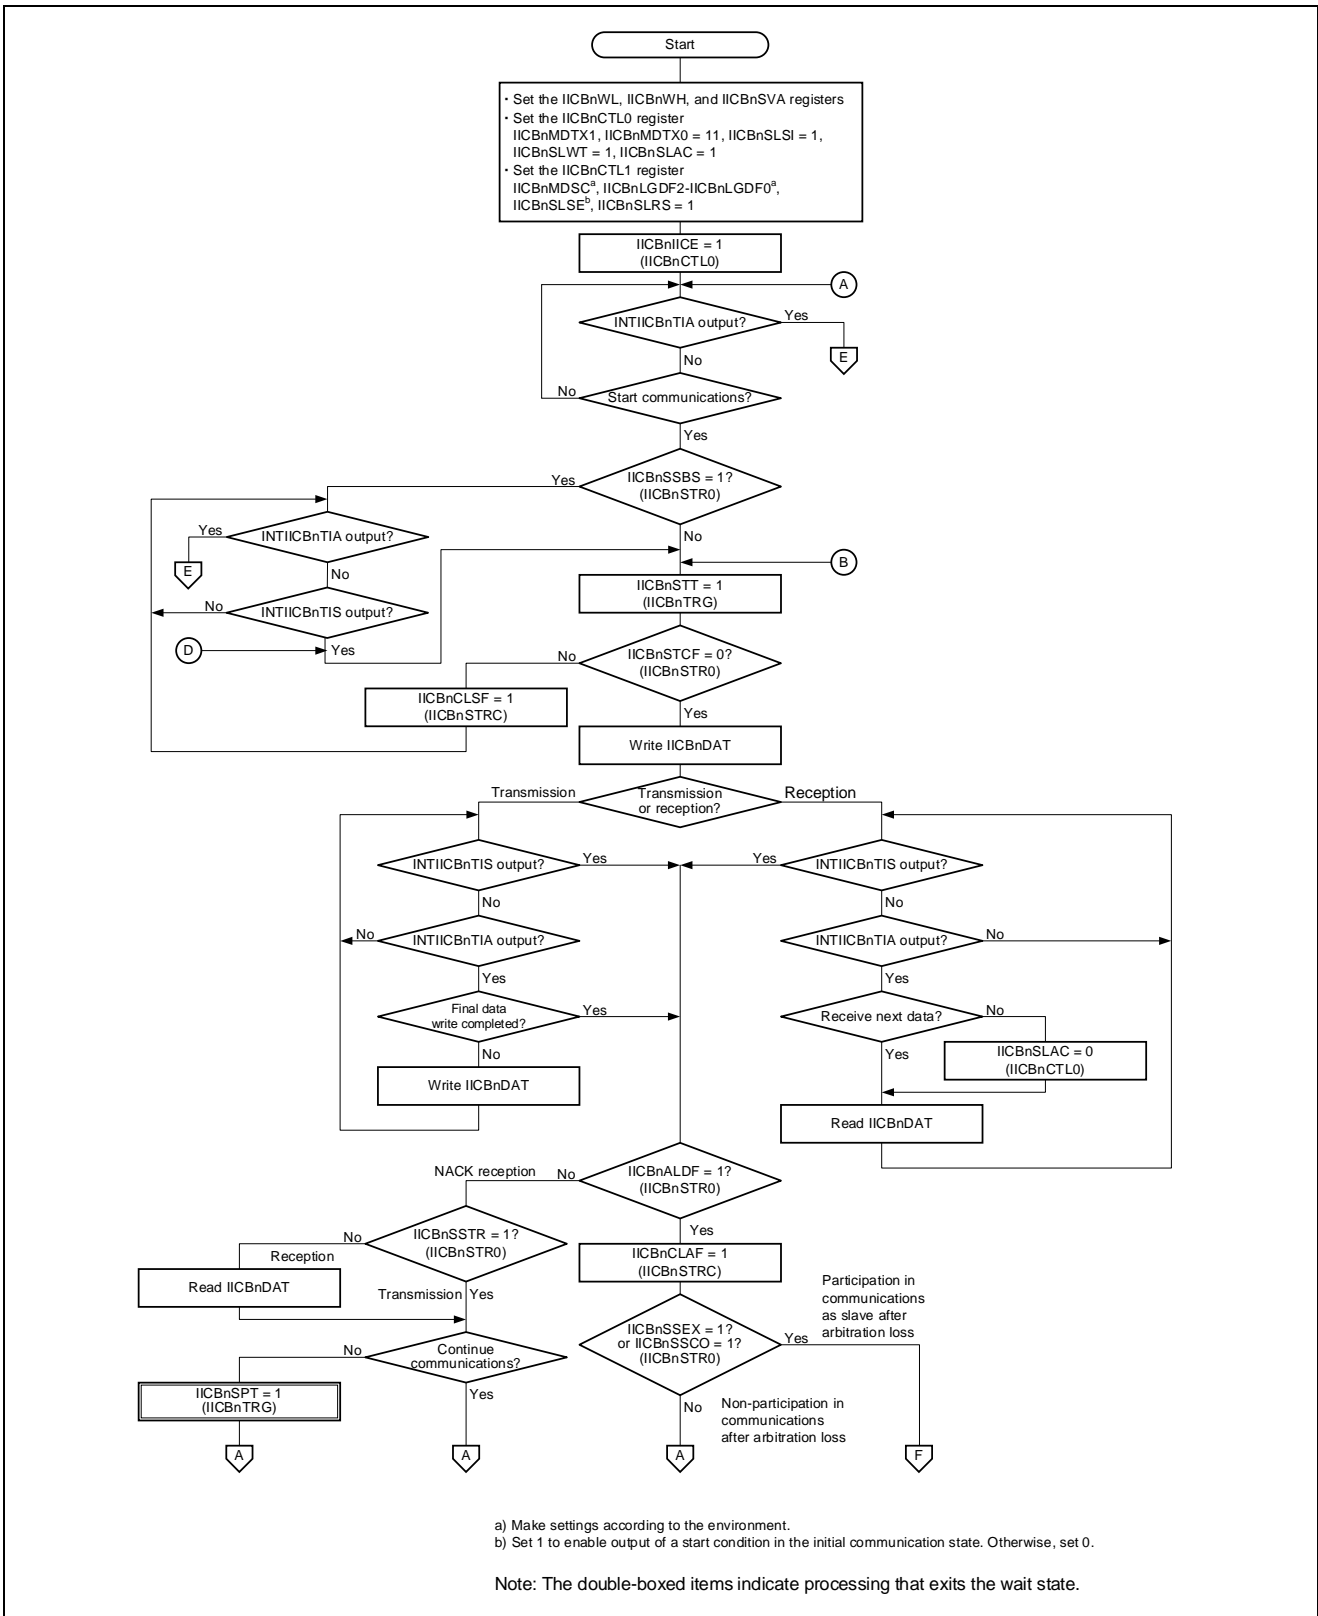 Start
・Set the IICBnWL, IICBnWH, and IICBnSVA registers
・Set the IICBnCTL0 register
IICBnMDTX1, IICBnMDTX0 = 11, IICBnSLSI = 1,
IICBnSLWT = 1, IICBnSLAC = 1
・Set the IICBnCTL1 register
IICBnMDSCa, IICBnLGDF2-IICBnLGDF0a,
IICBnSLSEb, IICBnSLRS = 1
IICBnIICE = 1
(IICBnCTL0)
A
INTIICBnTIA output?
Yes
E
No
Start communications?
No
Yes
IICBnSSBS = 1?
(IICBnSTR0)
Yes
No
INTIICBnTIA output?
Yes
E
No
B
IICBnSTT = 1
(IICBnTRG)
INTIICBnTIS output?
No
D
Yes
IICBnSTCF = 0?
(IICBnSTR0)
No
IICBnCLSF = 1
(IICBnSTRC)
Yes
Write IICBnDAT
Transmission
or reception?
Transmission
Reception
INTIICBnTIS output?
Yes
No
INTIICBnTIA output?
No
Yes
Final data
write completed?
Yes
No
Write IICBnDAT
Yes
INTIICBnTIS output?
No
INTIICBnTIA output?
No
Yes
Receive next data?
No
Yes
IICBnSLAC = 0
(IICBnCTL0)
Read IICBnDAT
IICBnALDF = 1?
(IICBnSTR0)
NACK reception
No
Yes
IICBnSSTR = 1?
(IICBnSTR0)
No
Reception
Read IICBnDAT
Transmission
Yes
IICBnCLAF = 1
(IICBnSTRC)
IICBnSSEX = 1?
or IICBnSSCO = 1?
(IICBnSTR0)
Participation in
communications
as slave after
arbitration loss
Yes
Continue
communications?
No
Yes
IICBnSPT = 1
(IICBnTRG)
No
Non-participation in
communications
after arbitration loss
A
A
A
F
a) Make settings according to the environment.
b) Set 1 to enable output of a start condition in the initial communication state. Otherwise, set 0.
Note: The double-boxed items indicate processing that exits the wait state.